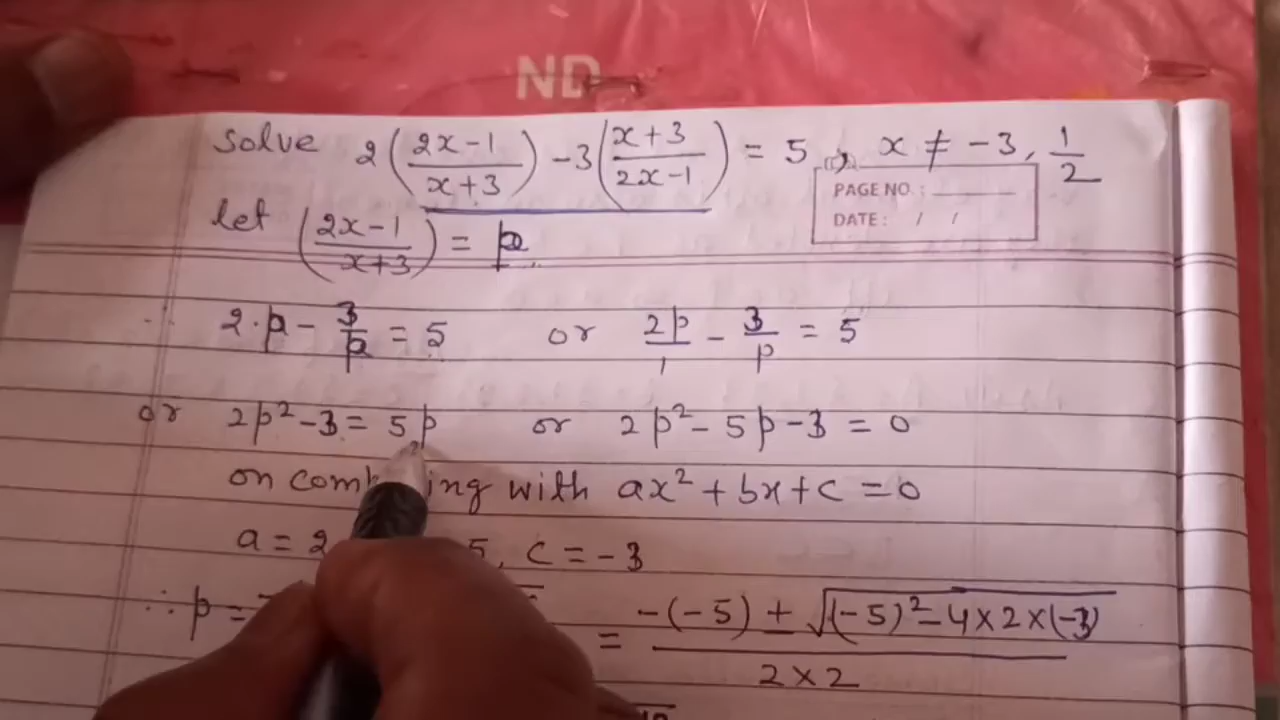 ND
Solve 2((2x-1)/(x+3)) -3((x+3)/(2x-1)) = 5, x ≠ -3, 1/2
PAGE NO. :
DATE : / /
let ((2x-1)/(x+3)) = p
∴ 2·p - 3/p = 5 or 2p/1 - 3/p = 5
or 2p² -3 = 5p or 2p² - 5p -3 = 0
on with ax² + bx + c = 0
a = 2 5, c = -3
∴ p = = (-(-5) ± √((-5)² - 4×2×(-3)))/(2×2)